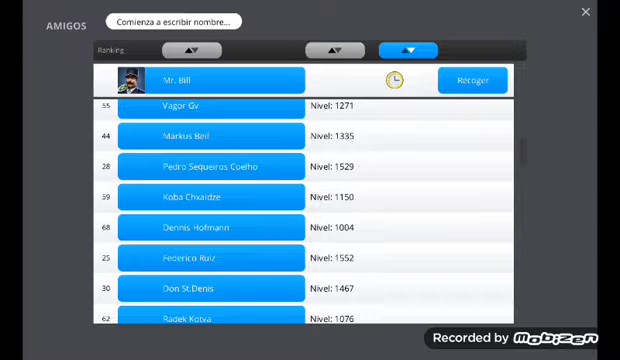 AMIGOS
Comienza a escribir nombre...
Ranking
Mr. Bill
Recoger
55 Vagor Gv Nivel: 1271
44 Markus Beil Nivel: 1335
28 Pedro Sequeiros Coelho Nivel: 1529
59 Koba Chxaidze Nivel: 1150
68 Dennis Hofmann Nivel: 1004
25 Federico Ruiz Nivel: 1552
30 Don St.Denis Nivel: 1467
62 Radek Kotva Nivel: 1076
Recorded by MOBIZEN